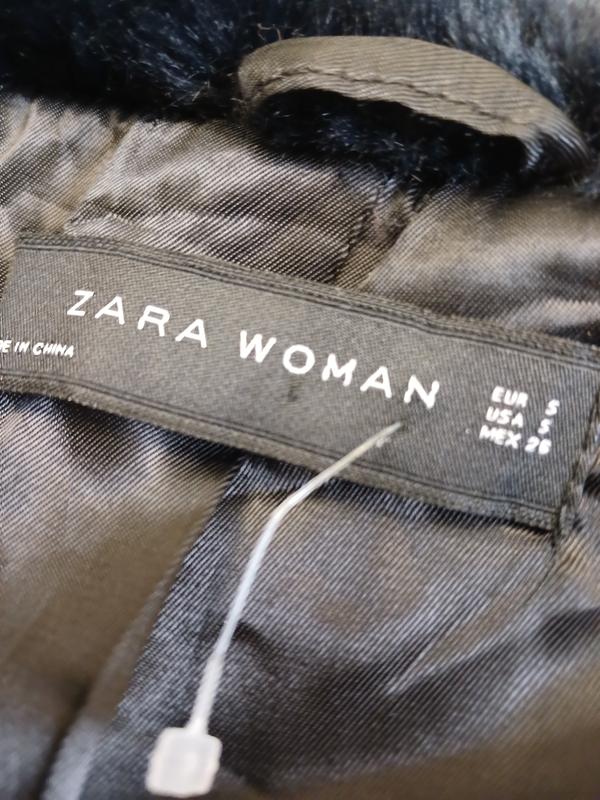 ZARA WOMAN
DE IN CHINA
EUR S
USA S
MEX 26